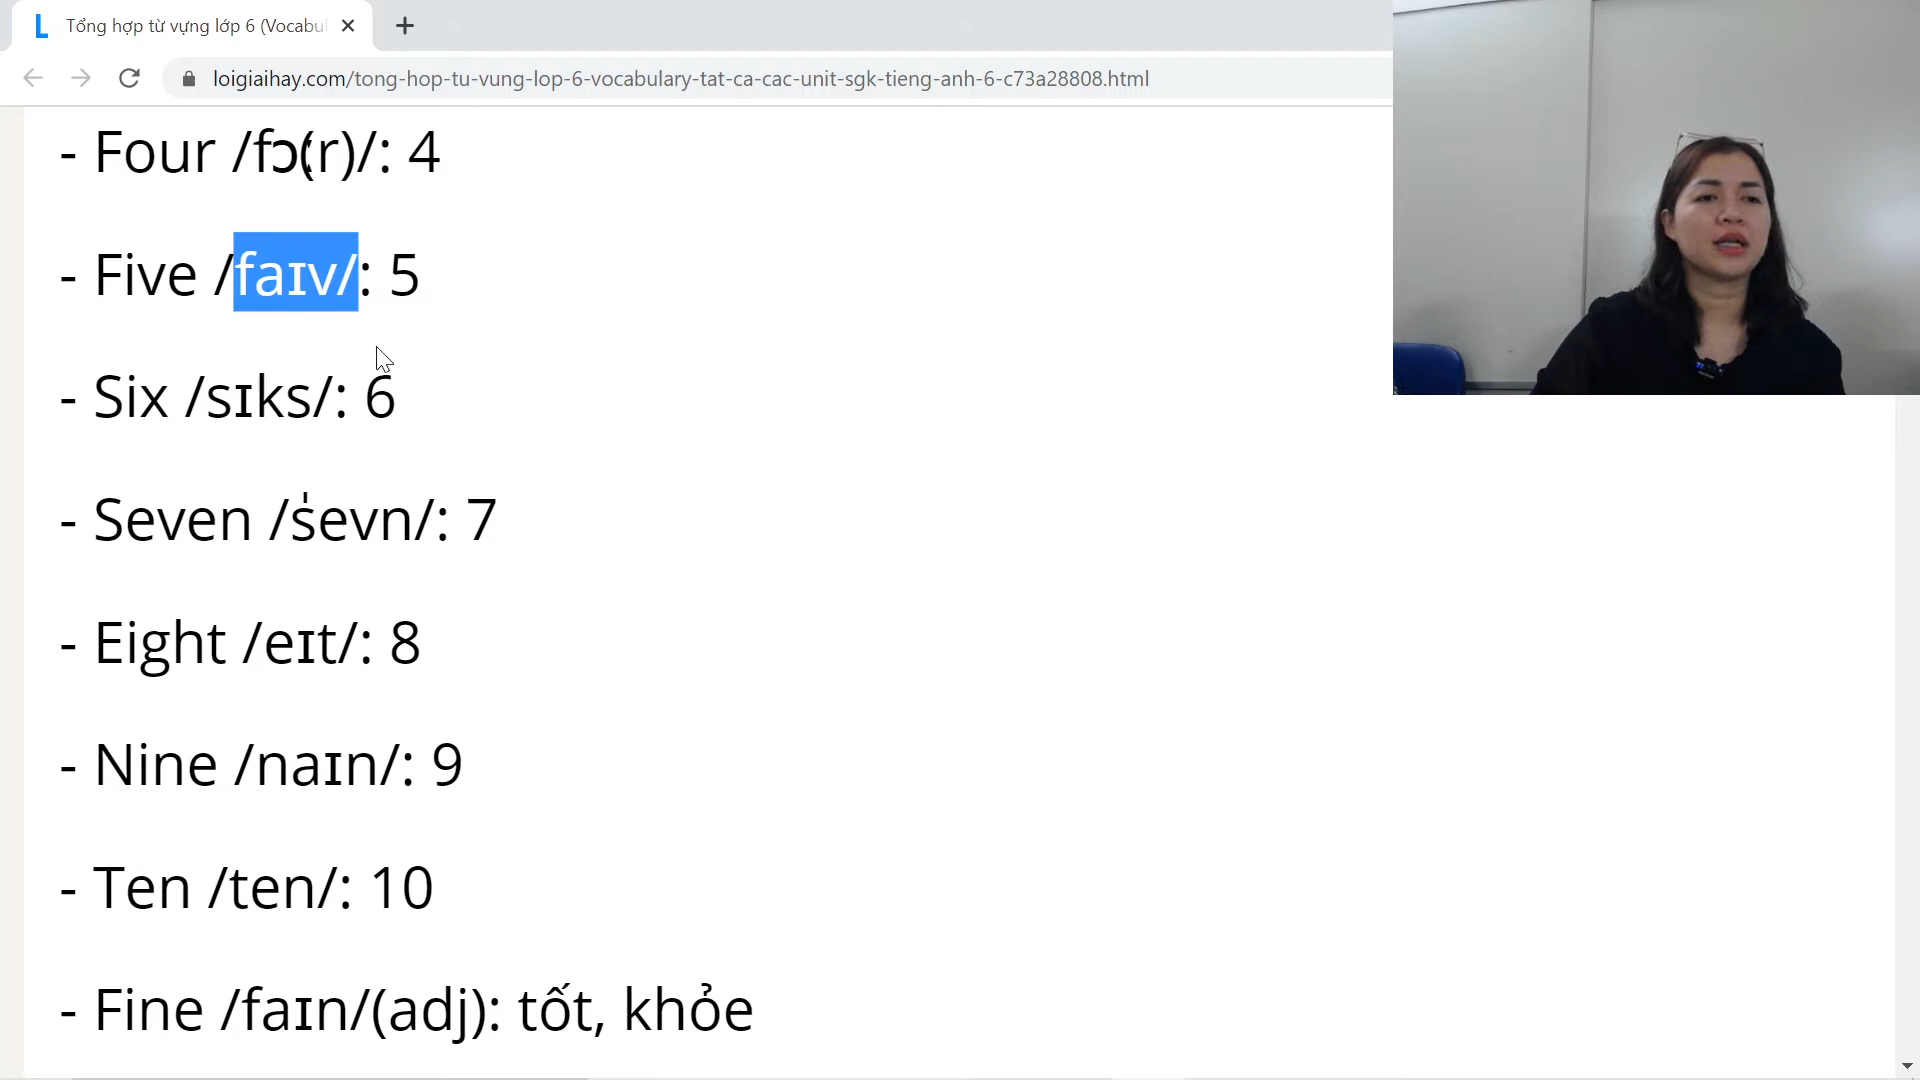 Tổng hợp từ vựng lớp 6 (Vocabul
loigiaihay.com/tong-hop-tu-vung-lop-6-vocabulary-tat-ca-cac-unit-sgk-tieng-anh-6-c73a28808.html
- Four /fɔ(r)/: 4
- Five /faɪv/: 5
- Six /sɪks/: 6
- Seven /ˈsevn/: 7
- Eight /eɪt/: 8
- Nine /naɪn/: 9
- Ten /ten/: 10
- Fine /faɪn/(adj): tốt, khỏe